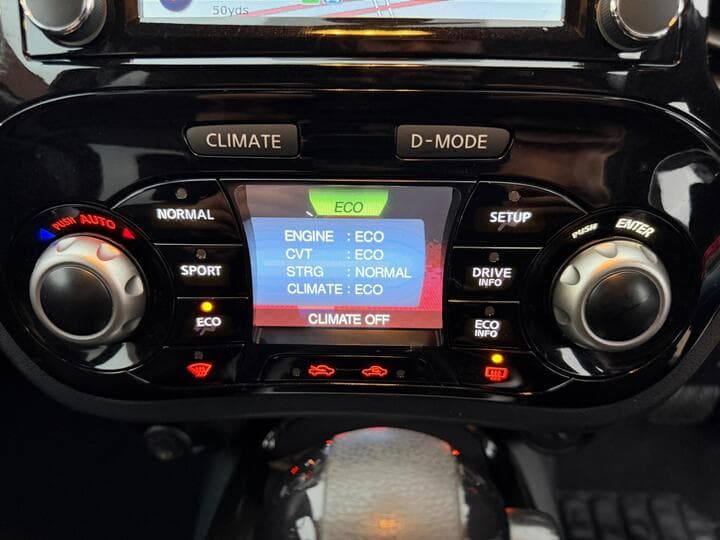 50yds
CLIMATE
D-MODE
PUSH AUTO
NORMAL
SPORT
ECO
ECO
ENGINE : ECO
CVT : ECO
STRG : NORMAL
CLIMATE : ECO
CLIMATE OFF
SETUP
DRIVE
INFO
ECO
INFO
PUSH ENTER